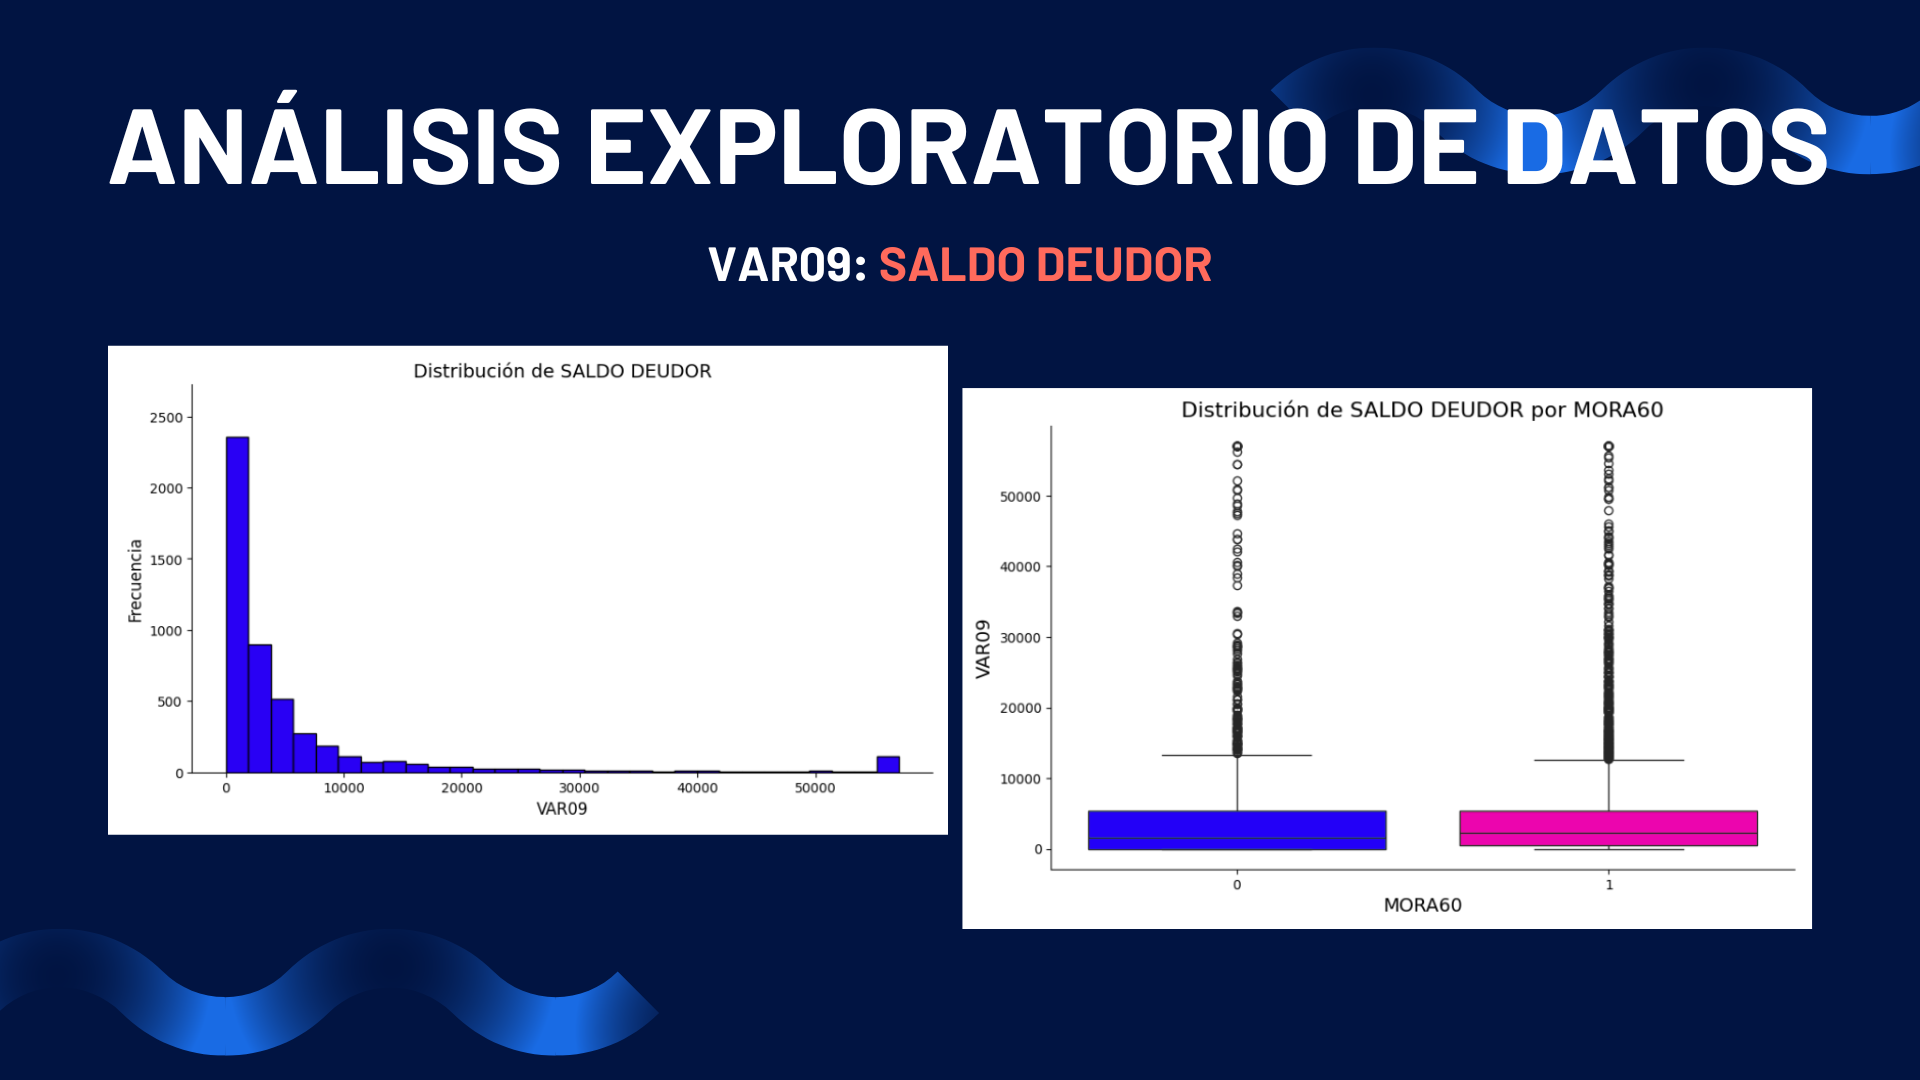 ANÁLISIS EXPLORATORIO DE DATOS
VAR09: SALDO DEUDOR
Distribución de SALDO DEUDOR
2500
2000
1500
1000
500
0
Frecuencia
0 10000 20000 30000 40000 50000
VAR09
Distribución de SALDO DEUDOR por MORA60
50000
40000
30000
20000
10000
0
VAR09
0 1
MORA60